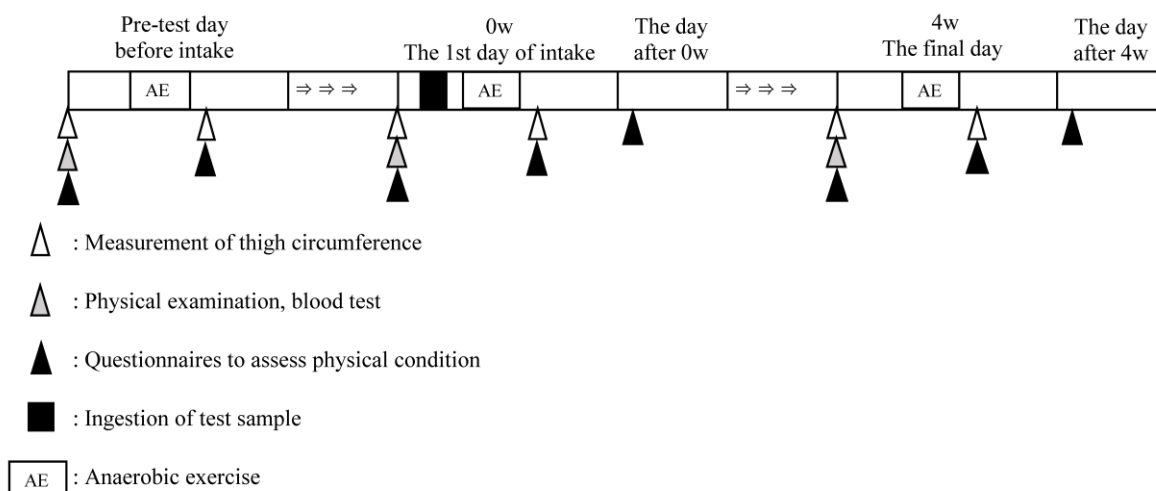 Pre-test day
before intake
0w
The 1st day of intake
The day
after 0w
4w
The final day
The day
after 4w
AE
⇒ ⇒ ⇒
AE
⇒ ⇒ ⇒
AE
: Measurement of thigh circumference
: Physical examination, blood test
: Questionnaires to assess physical condition
: Ingestion of test sample
AE : Anaerobic exercise